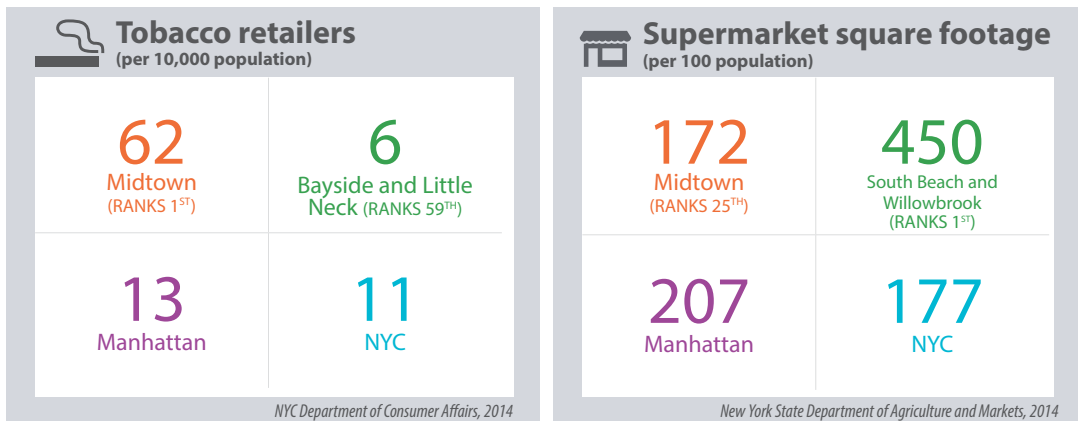 Tobacco retailers
(per 10,000 population)
62
Midtown
(RANKS 1ST)
6
Bayside and Little
Neck (RANKS 59TH)
13
Manhattan
11
NYC
NYC Department of Consumer Affairs, 2014
Supermarket square footage
(per 100 population)
172
Midtown
(RANKS 25TH)
450
South Beach and
Willowbrook
(RANKS 1ST)
207
Manhattan
177
NYC
New York State Department of Agriculture and Markets, 2014